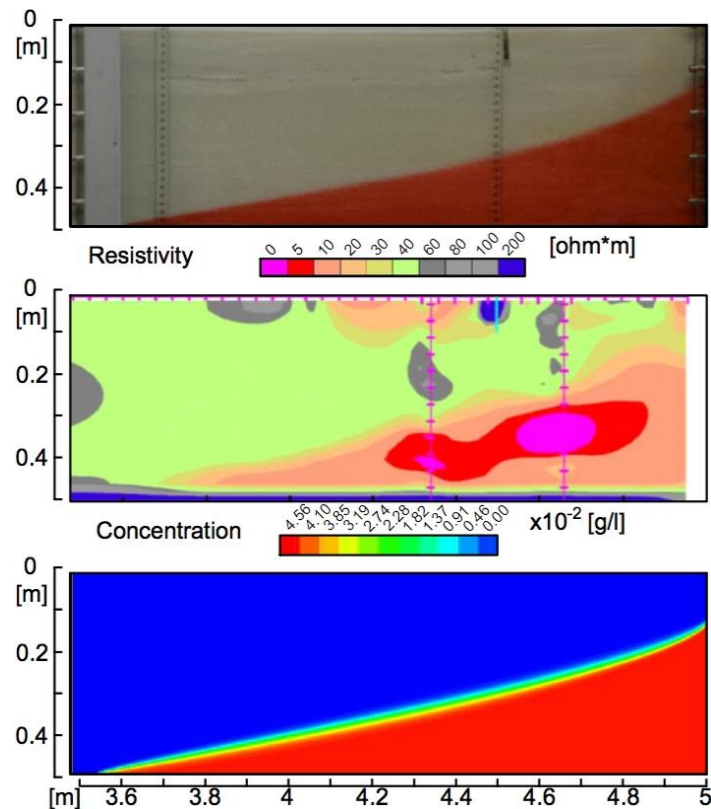 0
[m]
0.2
0.4
Resistivity
0 5 10 20 30 40 60 80 100 200
[ohm*m]
0
[m]
0.2
0.4
Concentration
4.56 4.10 3.85 3.19 2.74 2.28 1.82 1.37 0.91 0.46 0.00
x10-2 [g/l]
0
[m]
0.2
0.4
[m] 3.6 3.8 4 4.2 4.4 4.6 4.8 5